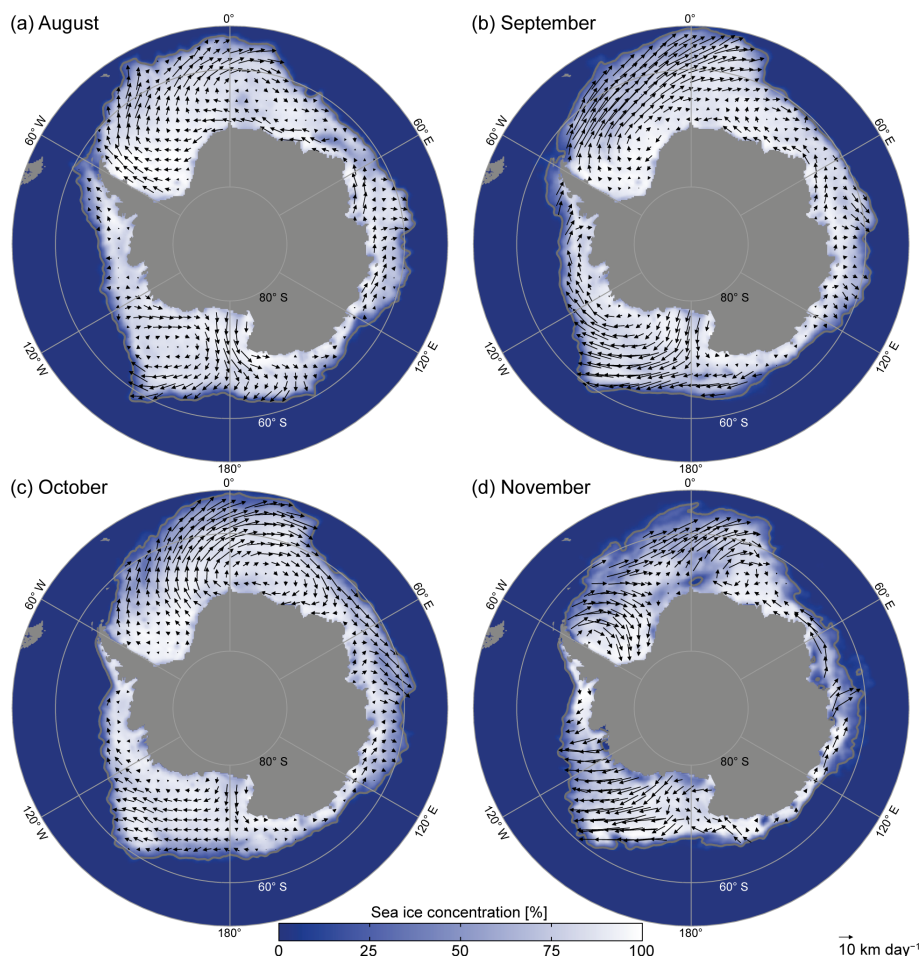 (a) August
0°
(b) September
0°
60° W
60° E
60° W
60° E
80° S
80° S
120° W
120° E
120° W
120° E
60° S
60° S
180°
180°
(c) October
0°
(d) November
0°
60° W
60° E
60° W
60° E
80° S
80° S
120° W
120° E
120° W
120° E
60° S
60° S
180°
180°
Sea ice concentration [%]
0 25 50 75 100
10 km day⁻¹